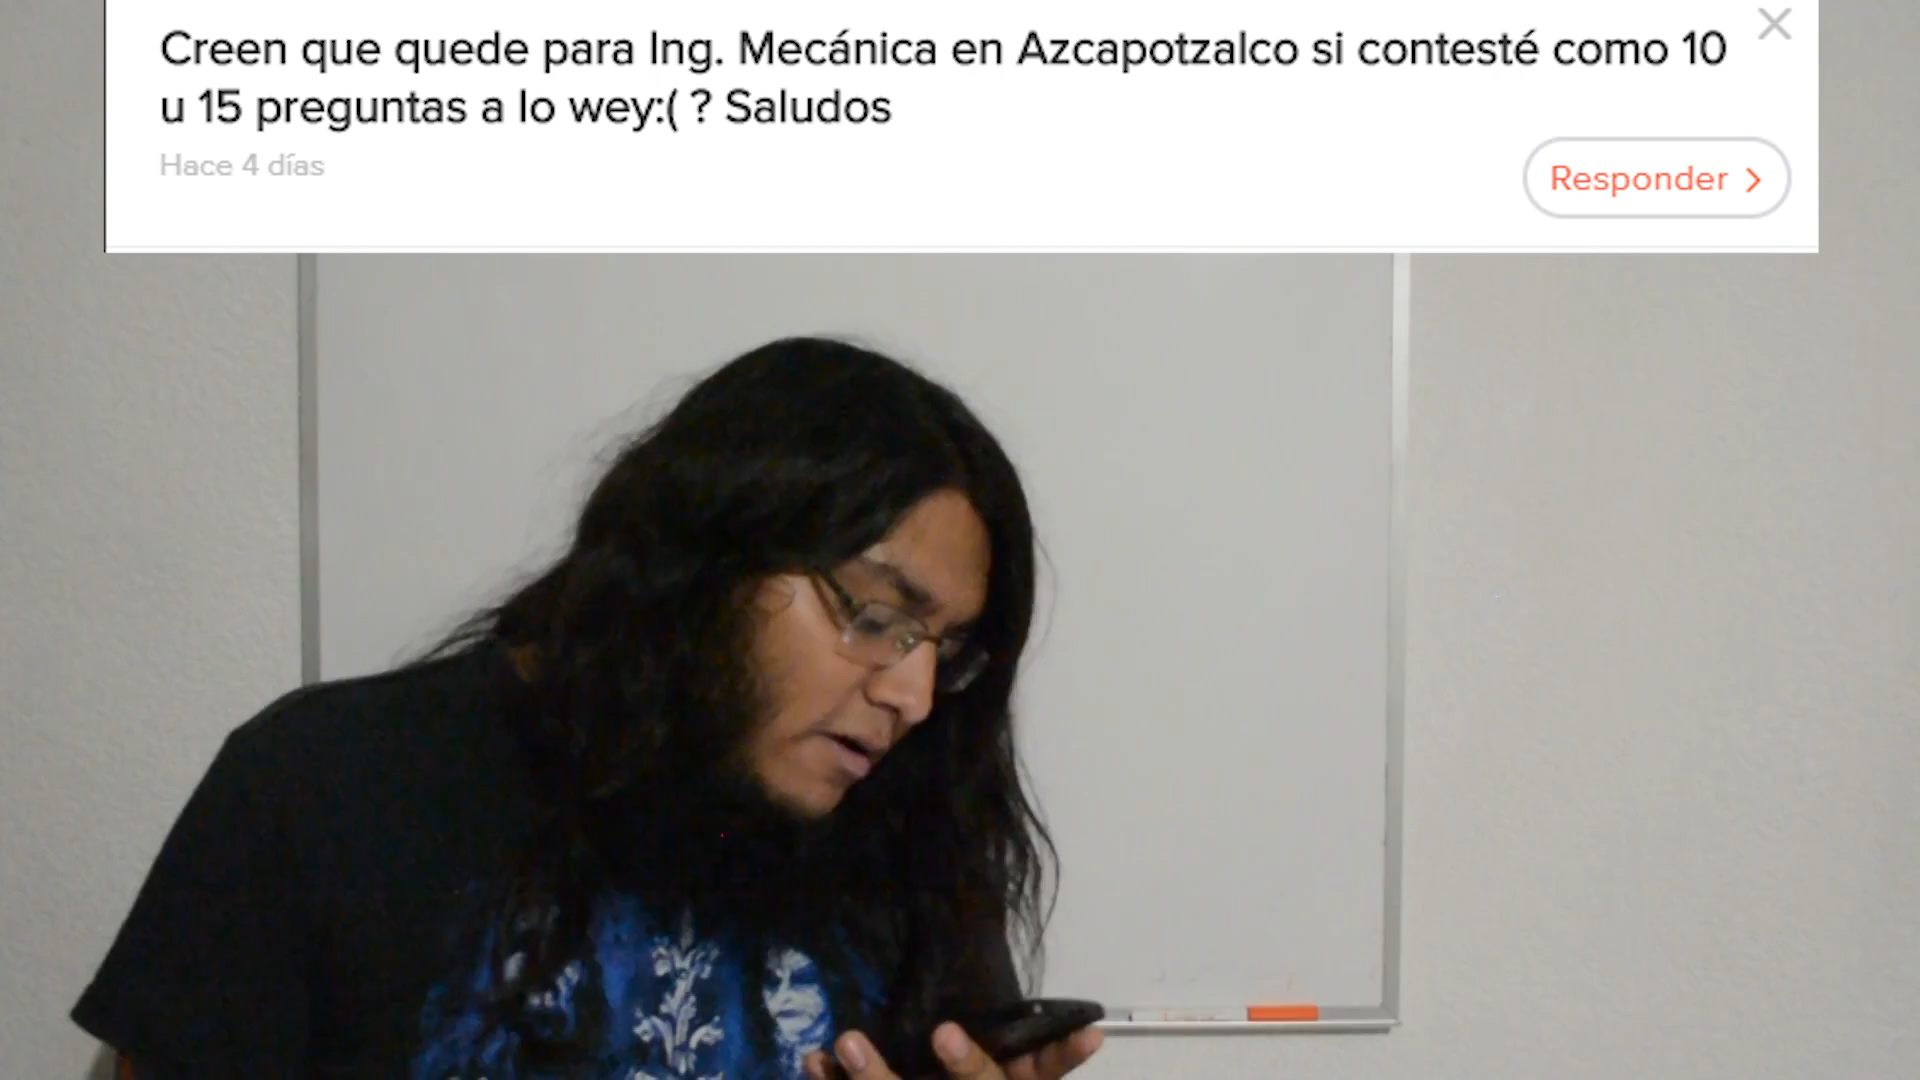 Creen que quede para Ing. Mecánica en Azcapotzalco si contesté como 10
u 15 preguntas a lo wey:( ? Saludos
Hace 4 días
Responder >